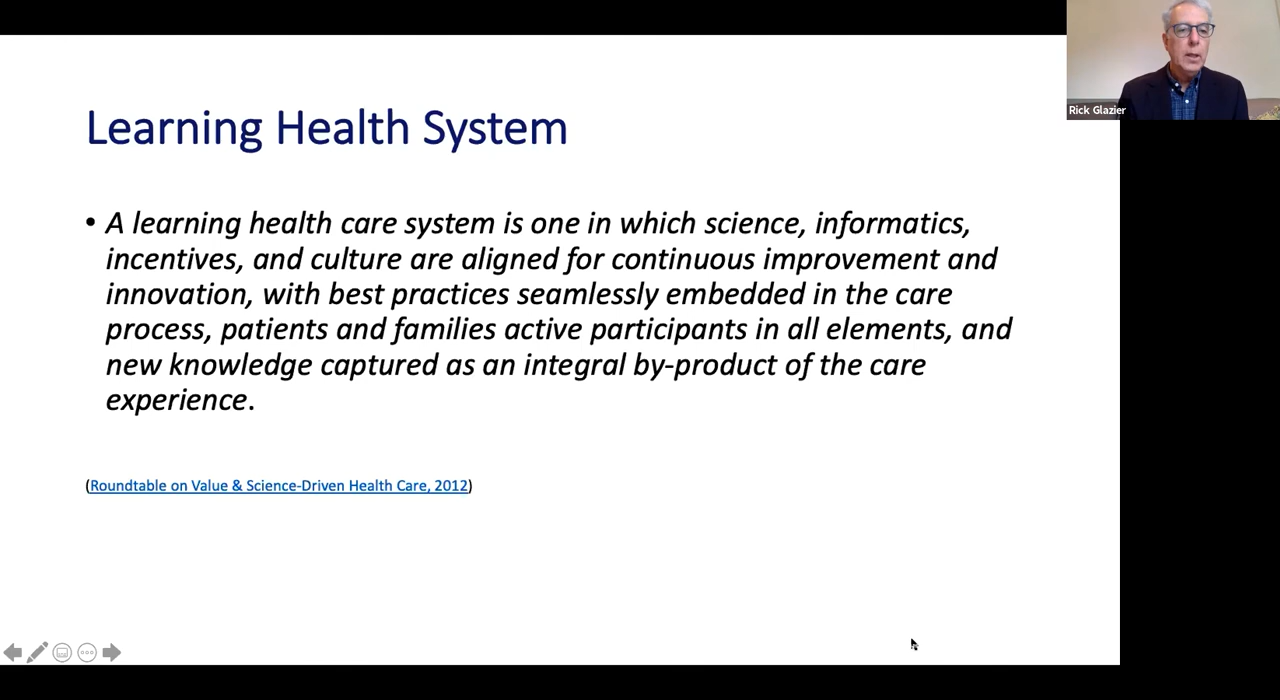 Learning Health System
• A learning health care system is one in which science, informatics,
incentives, and culture are aligned for continuous improvement and
innovation, with best practices seamlessly embedded in the care
process, patients and families active participants in all elements, and
new knowledge captured as an integral by-product of the care
experience.
(Roundtable on Value & Science-Driven Health Care, 2012)
Rick Glazier